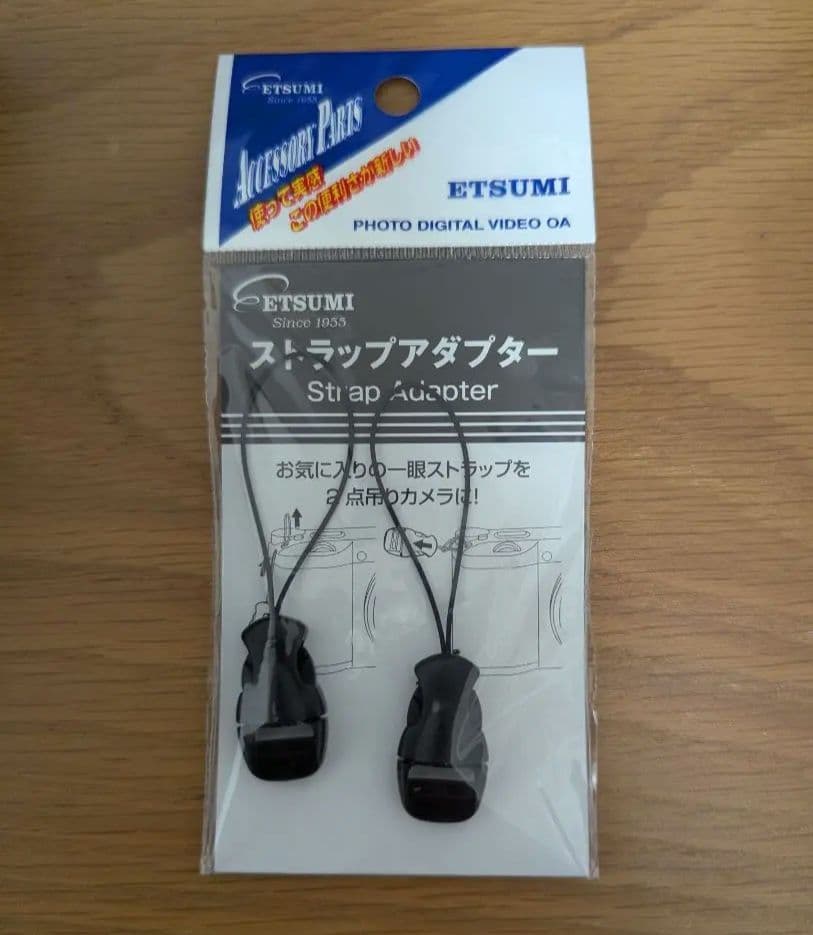 ETSUMI
Since 1955
ACCESSORY PARTS
使って実感
この便利さが新しい
ETSUMI
PHOTO DIGITAL VIDEO OA
ETSUMI
Since 1955
ストラップアダプター
Strap Adapter
お気に入りの一眼ストラップを
2点吊りカメラに!